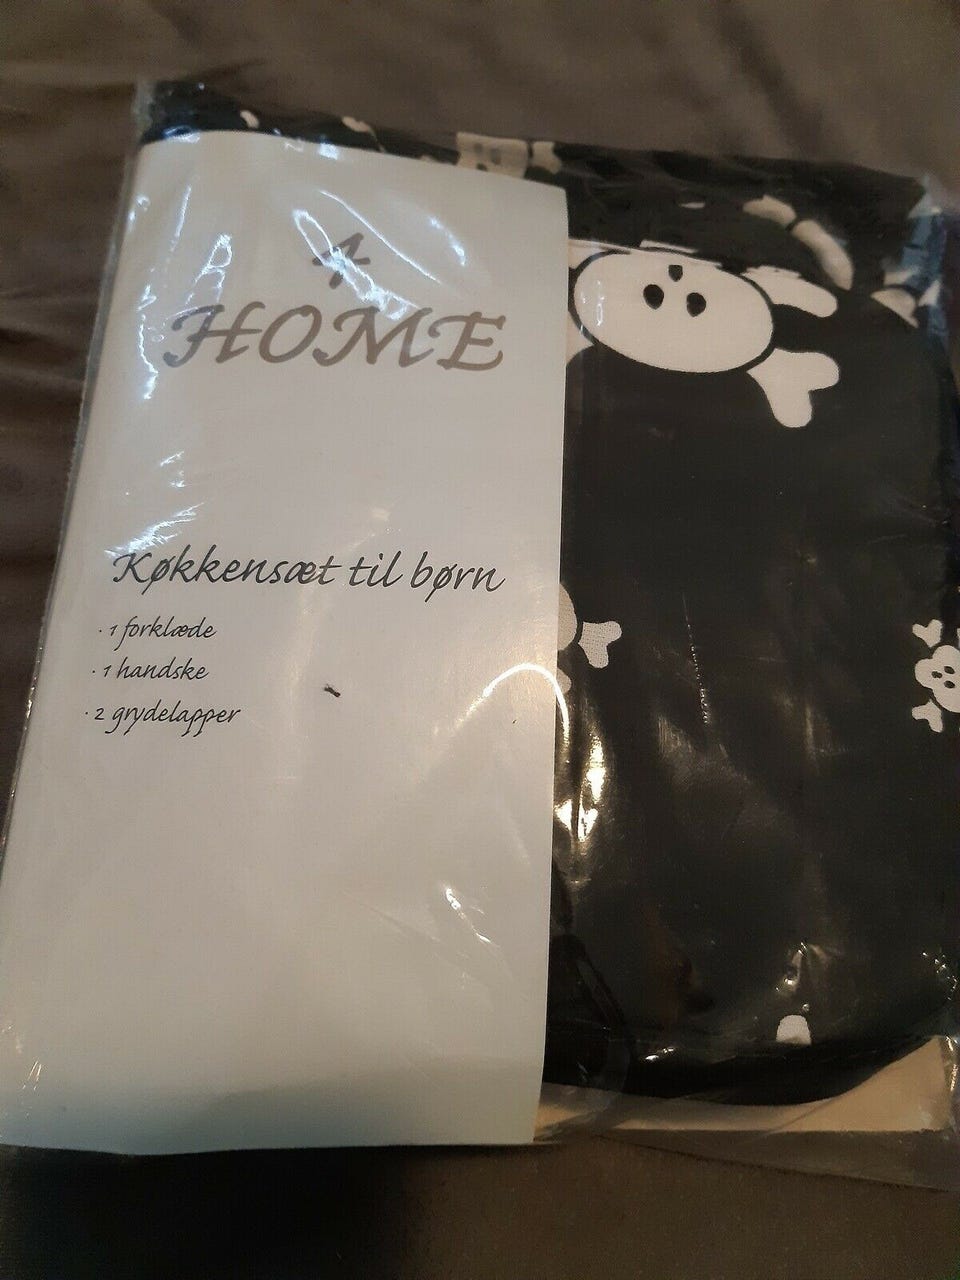 4
HOME
Køkkensæt til børn
· 1 forklæde
· 1 handske
· 2 grydelapper